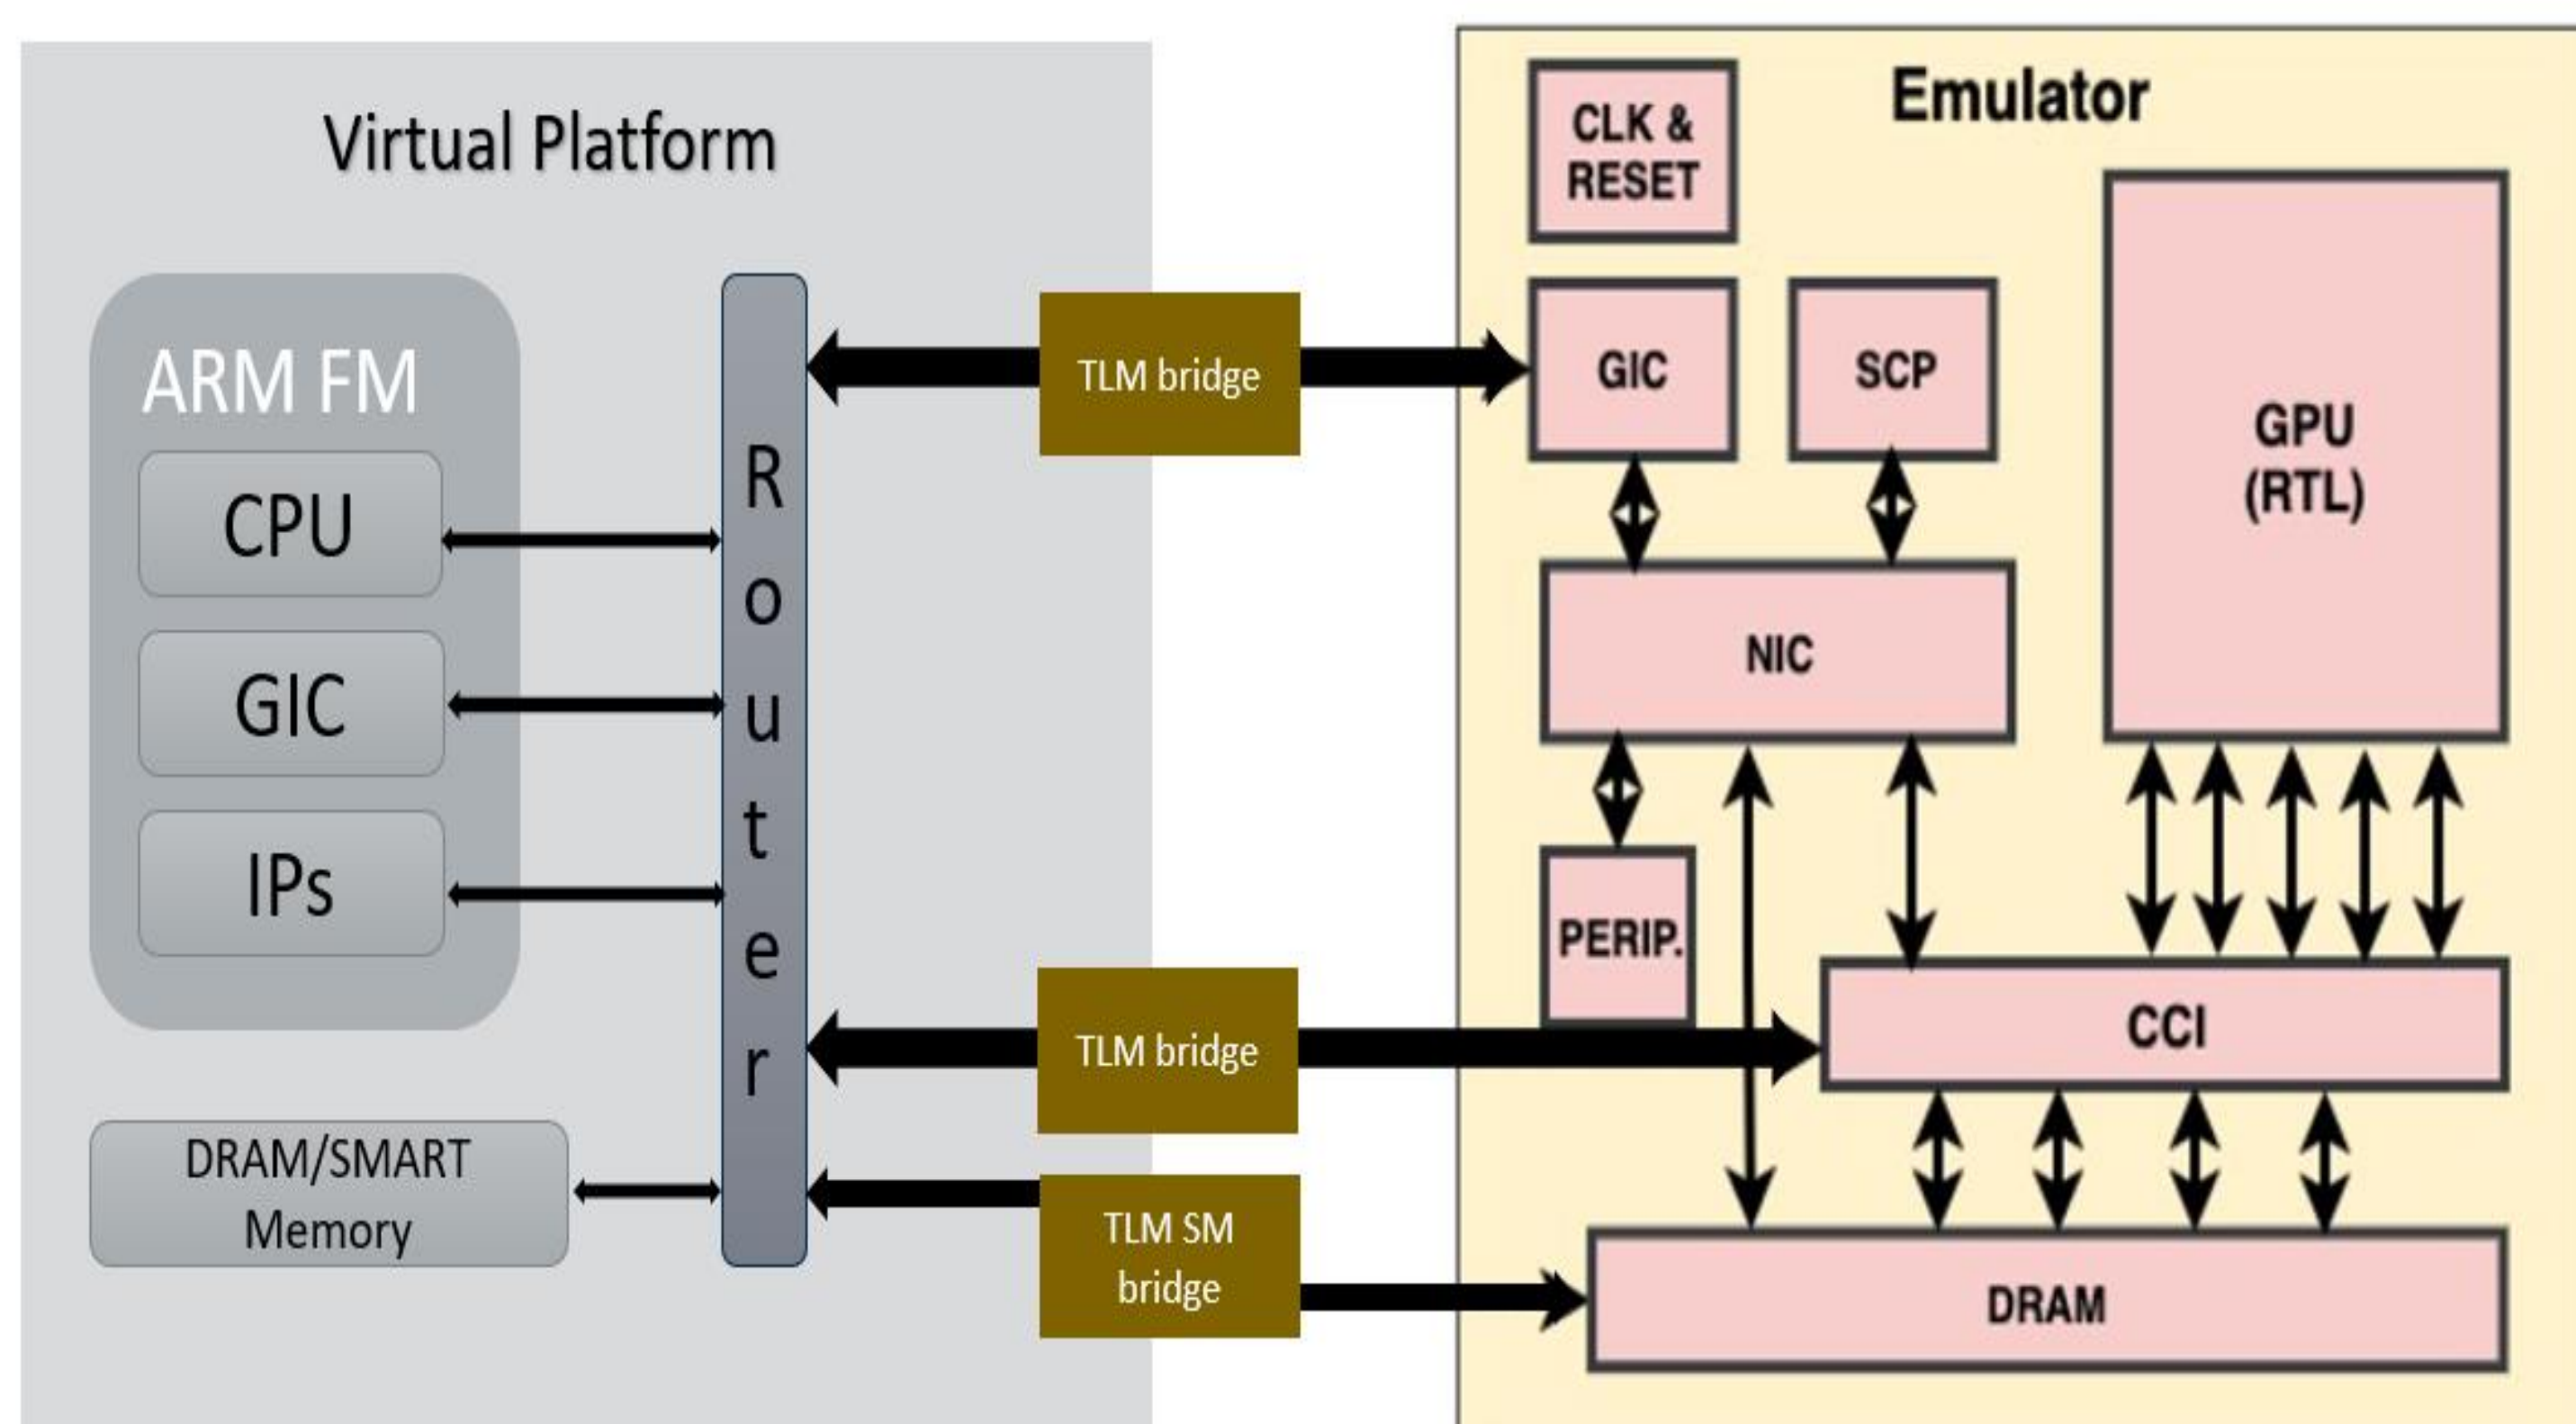 Virtual Platform
ARM FM
CPU
GIC
IPs
DRAM/SMART
Memory
Router
TLM bridge
TLM bridge
TLM SM
bridge
Emulator
CLK &
RESET
GIC
SCP
GPU
(RTL)
NIC
PERIP.
CCI
DRAM